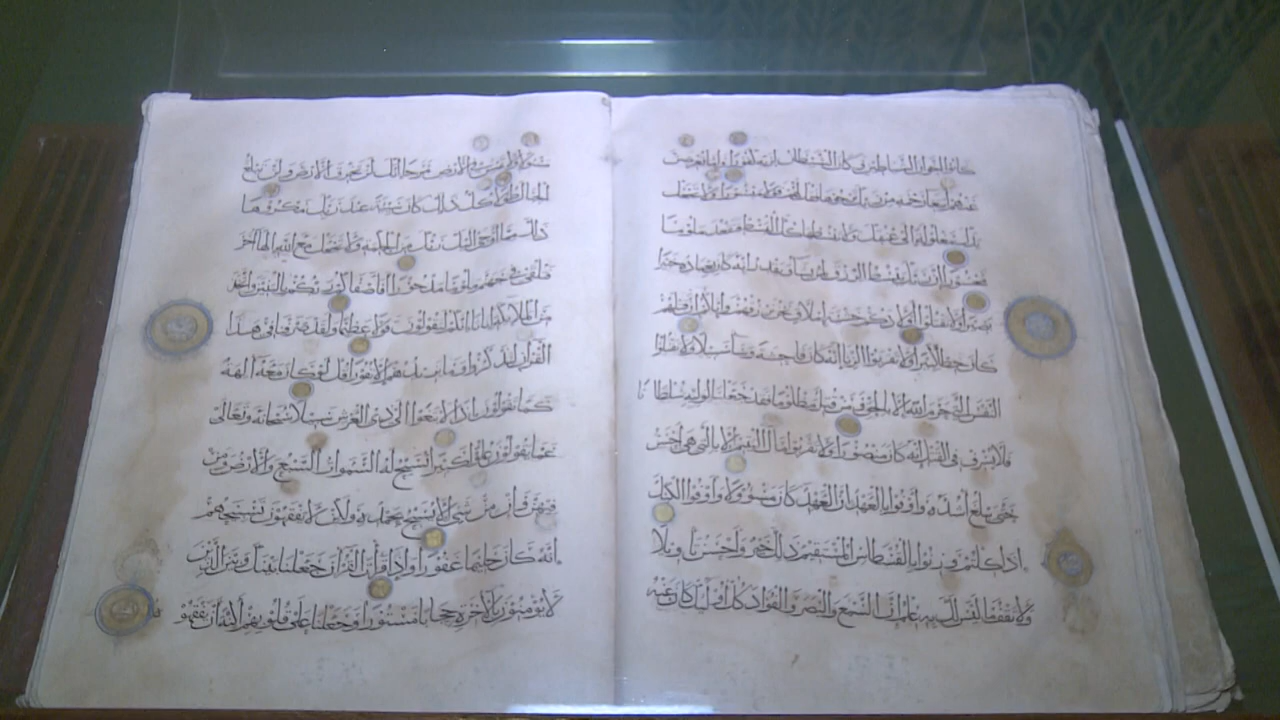 كانوا اخوان الشياطين وكان الشيطان لربه كفورا واما تعرضن
عنهم ابتغاء رحمة من ربك ترجوها فقل لهم قولا ميسورا ولا تجعل
يدك مغلولة الى عنقك ولا تبسطها كل البسط فتقعد ملوما
محسورا ان ربك يبسط الرزق لمن يشاء ويقدر انه كان بعباده خبيرا
بصيرا ولا تقتلوا اولادكم خشية املاق نحن نرزقهم واياكم ان قتلهم
كان خطئا كبيرا ولا تقربوا الزنا انه كان فاحشة وساء سبيلا ولا تقتلوا
النفس التي حرم الله الا بالحق ومن قتل مظلوما فقد جعلنا لوليه سلطانا
فلا يسرف في القتل انه كان منصورا ولا تقربوا مال اليتيم الا بالتي هي احسن
حتى يبلغ اشده واوفوا بالعهد ان العهد كان مسؤلا واوفوا الكيل
اذا كلتم وزنوا بالقسطاس المستقيم ذلك خير واحسن تاويلا
ولا تقف ما ليس لك به علم ان السمع والبصر والفؤاد كل اولئك كان عنه
مسؤلا ولا تمش في الارض مرحا انك لن تخرق الارض ولن تبلغ
الجبال طولا كل ذلك كان سيئة عند ربك مكروها
ذلك مما اوحى اليك ربك من الحكمة ولا تجعل مع الله الها اخر
فتلقى في جهنم ملوما مدحورا افاصفاكم ربكم بالبنين واتخذ
من الملائكة اناثا انكم لتقولون قولا عظيما ولقد صرفنا في هذا
القران ليذكروا وما يزيدهم الا نفورا قل لو كان معه الهة
كما تقولون اذا لابتغوا الى ذي العرش سبيلا سبحانه وتعالى
عما يقولون علوا كبيرا تسبح له السموات السبع والارض ومن
فيهن وان من شيء الا يسبح بحمده ولكن لا تفقهون تسبيحهم
انه كان حليما غفورا واذا قرات القران جعلنا بينك وبين الذين
لا يؤمنون بالاخرة حجابا مستورا وجعلنا على قلوبهم اكنة ان يفقهوه